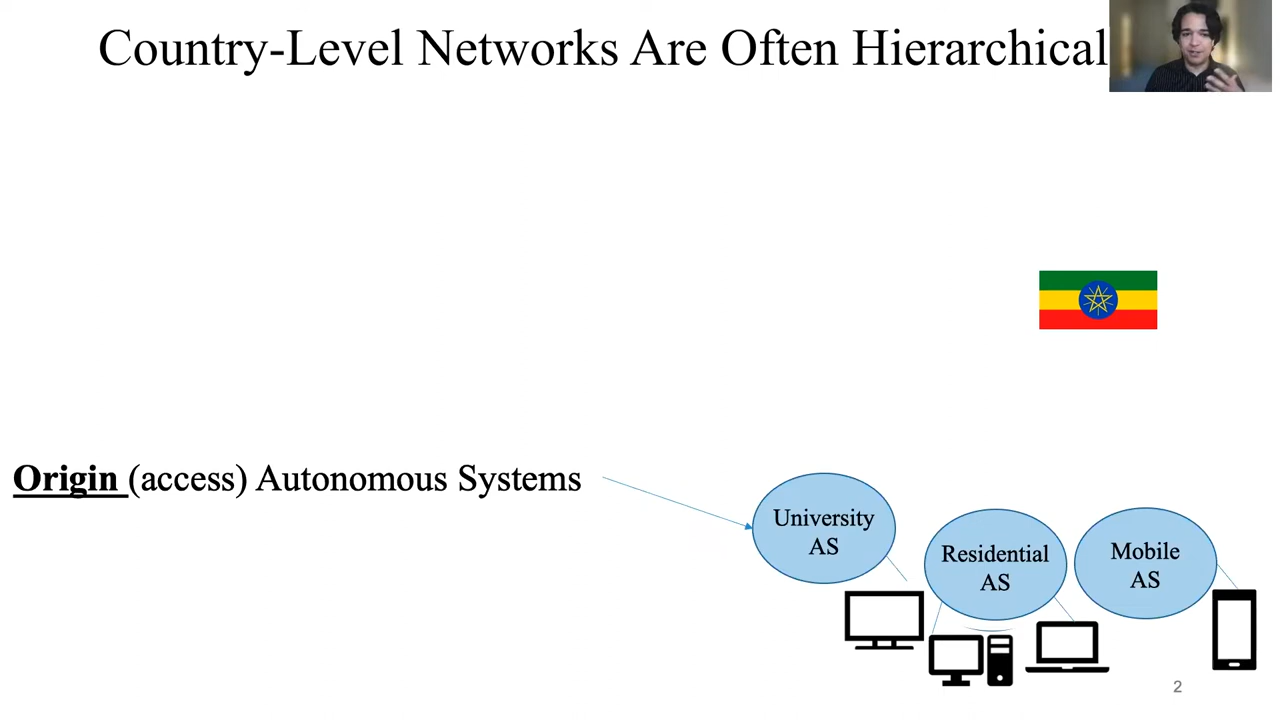 Country-Level Networks Are Often Hierarchical
Origin (access) Autonomous Systems
University
AS
Residential
AS
Mobile
AS
2